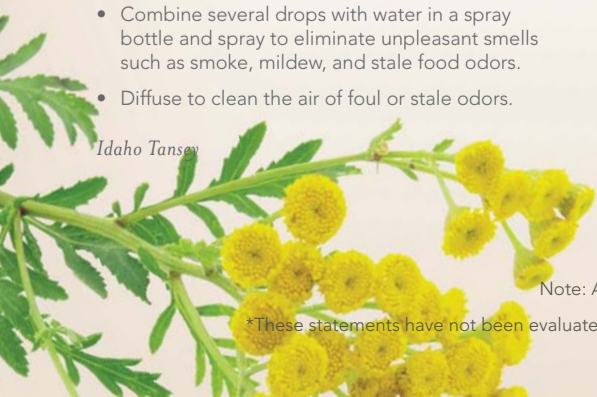 • Combine several drops with water in a spray
bottle and spray to eliminate unpleasant smells
such as smoke, mildew, and stale food odors.
• Diffuse to clean the air of foul or stale odors.
Idaho Tansey
Note: A
*These statements have not been evaluate